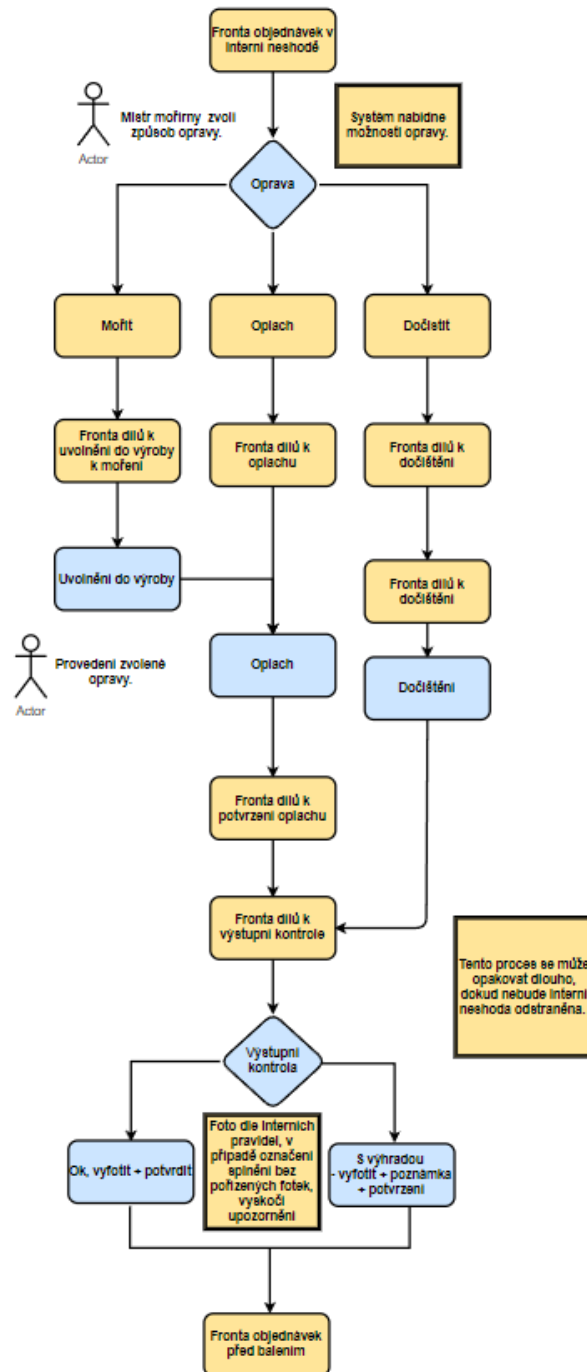 Fronta objednávek v
interní neshodě
Mistr mořírny zvolí
způsob opravy.
Actor
Systém nabídne
možnosti opravy.
Oprava
Mořit
Oplach
Dočistit
Fronta dílů k
uvolnění do výroby
k moření
Fronta dílů k
oplachu
Fronta dílů k
dočištění
Uvolnění do výroby
Fronta dílů k
dočištění
Provedení zvolené
opravy.
Actor
Oplach
Dočištění
Fronta dílů k
potvrzení oplachu
Fronta dílů k
výstupní kontrole
Tento proces se může
opakovat dlouho,
dokud nebude interní
neshoda odstraněna.
Výstupní
kontrola
Ok, vyfotit + potvrdit
Foto dle interních
pravidel, v
případě označení
splnění bez
pořízených fotek,
vyskočí
upozornění
S výhradou
- vyfotit + poznámka
+ potvrzení
Fronta objednávek
před balením